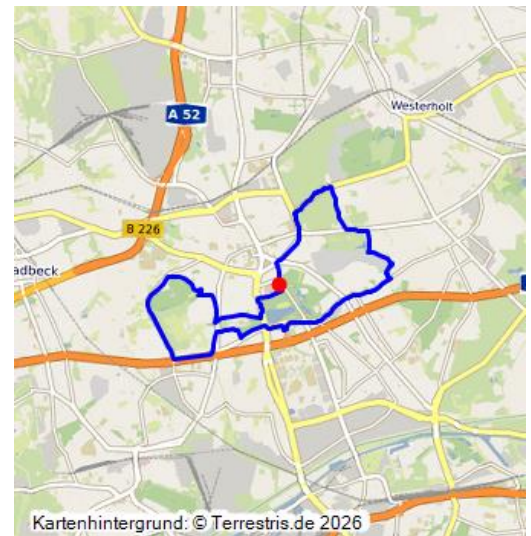 Westerholt
A 52
B 226
adbeck
Kartenhintergrund: © Terrestris.de 2026